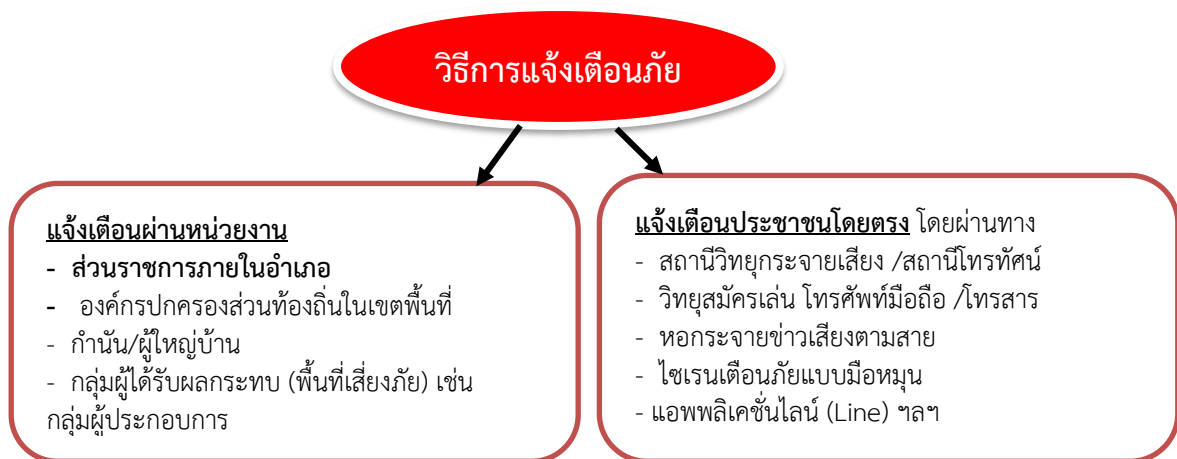 วิธีการแจ้งเตือนภัย
แจ้งเตือนผ่านหน่วยงาน
- ส่วนราชการภายในอำเภอ
- องค์กรปกครองส่วนท้องถิ่นในเขตพื้นที่
- กำนัน/ผู้ใหญ่บ้าน
- กลุ่มผู้ได้รับผลกระทบ (พื้นที่เสี่ยงภัย) เช่น
กลุ่มผู้ประกอบการ
แจ้งเตือนประชาชนโดยตรง โดยผ่านทาง
- สถานีวิทยุกระจายเสียง /สถานีโทรทัศน์
- วิทยุสมัครเล่น โทรศัพท์มือถือ /โทรสาร
- หอกระจายข่าวเสียงตามสาย
- ไซเรนเตือนภัยแบบมือหมุน
- แอพพลิเคชั่นไลน์ (Line) ฯลฯ